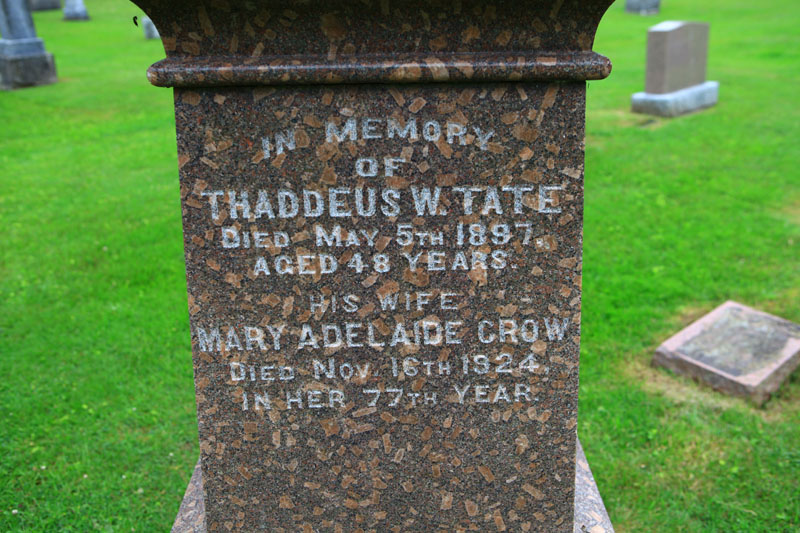 IN MEMORY
OF
THADDEUS W. TATE
DIED MAY 5TH 1897.
AGED 48 YEARS.
HIS WIFE
MARY ADELAIDE CROW
DIED NOV. 16TH 1924.
IN HER 77TH YEAR.